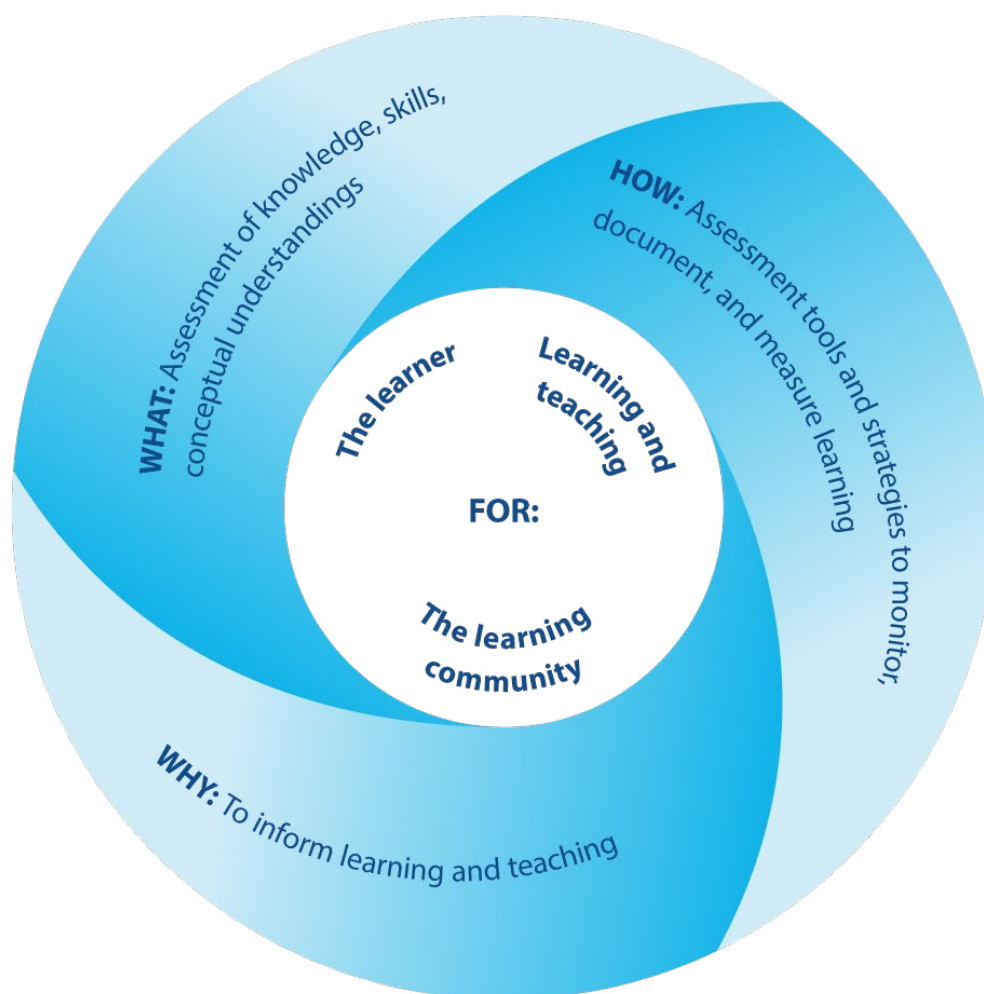 WHAT: Assessment of knowledge, skills,
conceptual understandings
HOW: Assessment tools and strategies to monitor,
document, and measure learning
The learner
Learning and
teaching
FOR:
The learning
community
WHY: To inform learning and teaching